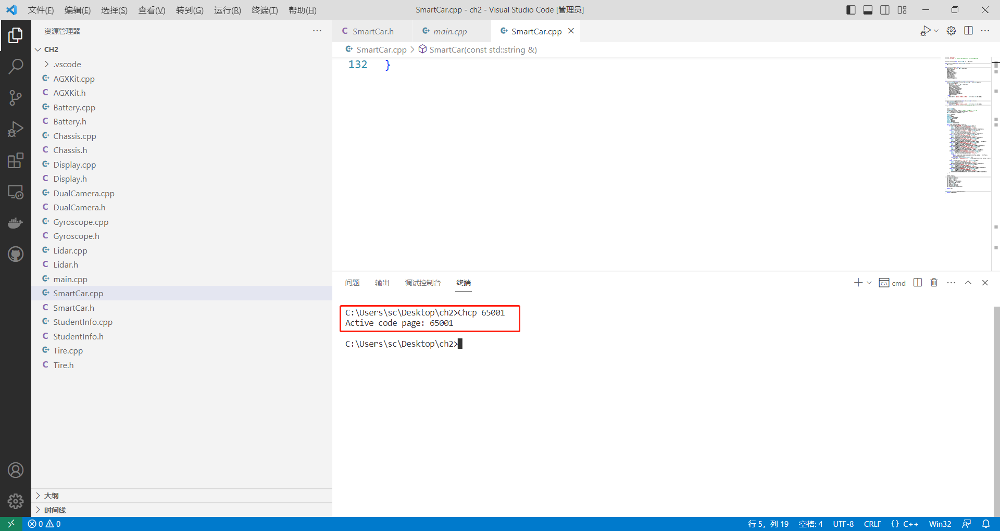 文件(F) 编辑(E) 选择(S) 查看(V) 转到(G) 运行(R) 终端(T) 帮助(H) SmartCar.cpp - ch2 - Visual Studio Code [管理员]
资源管理器
CH2
.vscode
AGXKit.cpp
AGXKit.h
Battery.cpp
Battery.h
Chassis.cpp
Chassis.h
Display.cpp
Display.h
DualCamera.cpp
DualCamera.h
Gyroscope.cpp
Gyroscope.h
Lidar.cpp
Lidar.h
main.cpp
SmartCar.cpp
SmartCar.h
StudentInfo.cpp
StudentInfo.h
Tire.cpp
Tire.h
大纲
时间线
SmartCar.h main.cpp SmartCar.cpp
SmartCar.cpp > SmartCar(const std::string &)
132 }
问题 输出 调试控制台 终端 cmd
C:\Users\sc\Desktop\ch2>Chcp 65001
Active code page: 65001
C:\Users\sc\Desktop\ch2>
0 0 行 5，列 19 空格: 4 UTF-8 CRLF {} C++ Win32